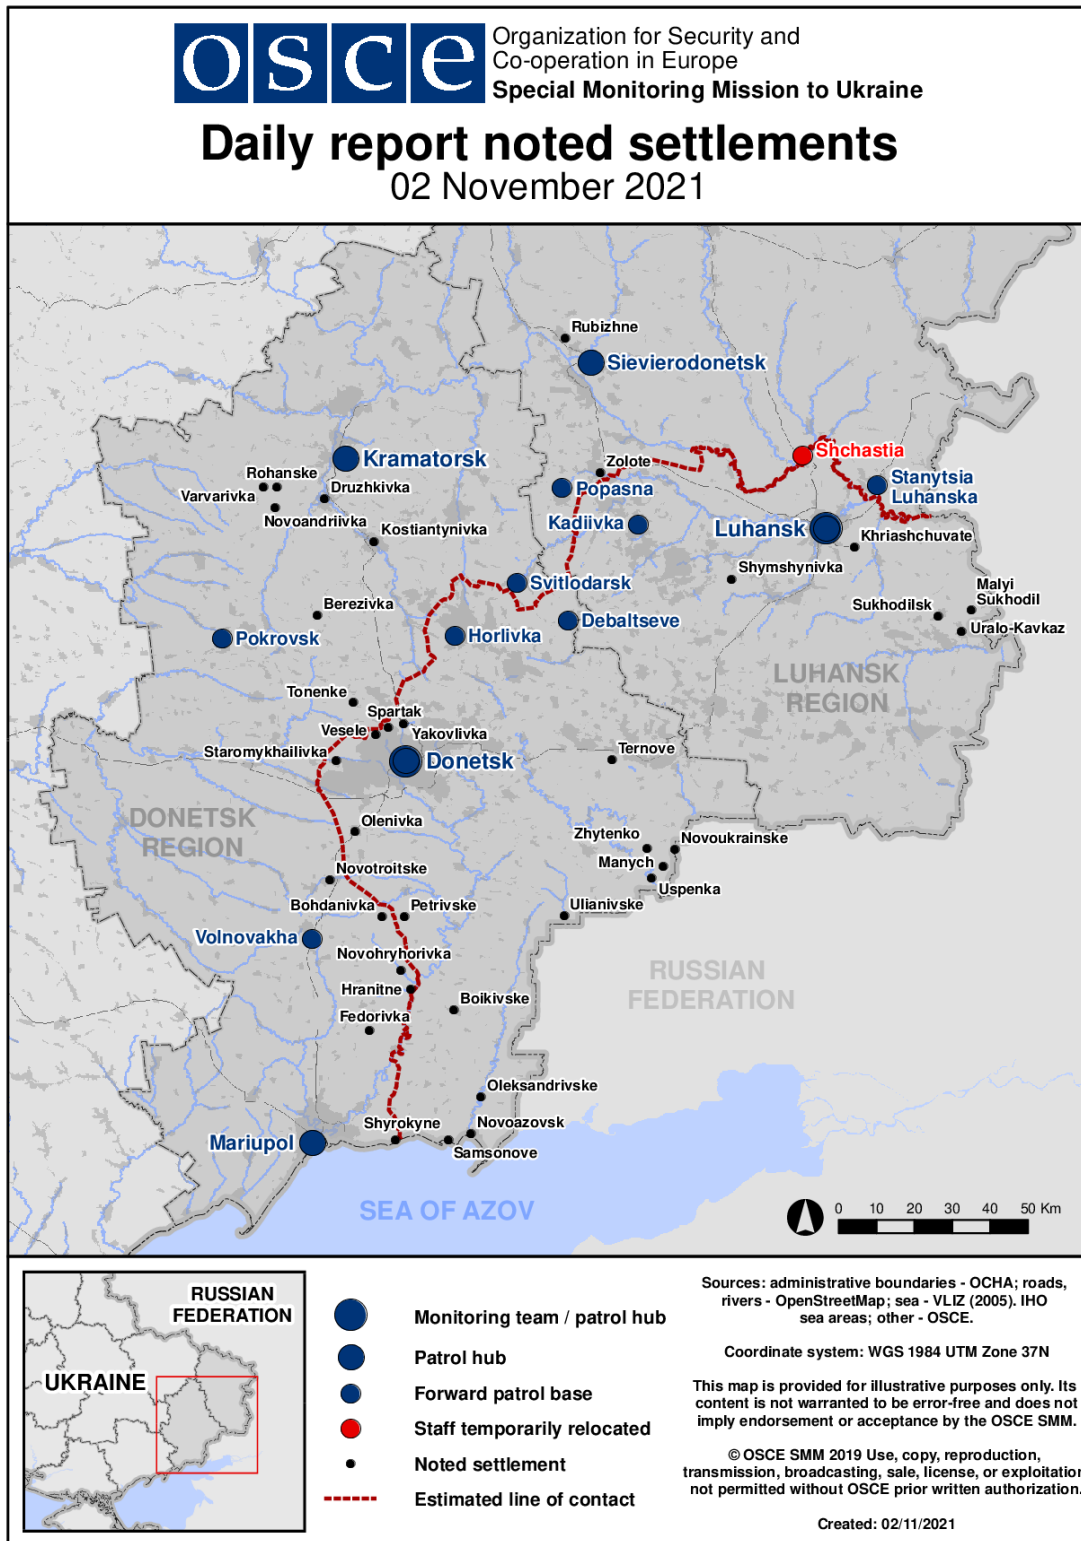 osce
Organization for Security and
Co-operation in Europe
Special Monitoring Mission to Ukraine
Daily report noted settlements
02 November 2021
Rubizhne
Sievierodonetsk
Shchastia
Kramatorsk
Zolote
Rohanske
Stanytsia
Luhanska
Druzhkivka
Varvarivka
Popasna
Novoandriivka
Kadiivka
Kostiantynivka
Luhansk
Khriashchuvate
Shymshynivka
Svitlodarsk
Malyi
Sukhodil
Berezivka
Sukhodilsk
Debaltseve
Uralo-Kavkaz
Pokrovsk
Horlivka
LUHANSK
REGION
Tonenke
Spartak
Vesele
Yakovlivka
Staromykhailivka
Ternove
Donetsk
DONETSK
REGION
Olenivka
Zhytenko
Novoukrainske
Manych
Novotroitske
Uspenka
Bohdanivka
Petrivske
Ulianivske
Volnovakha
Novohryhorivka
RUSSIAN
FEDERATION
Hranitne
Boikivske
Fedorivka
Oleksandrivske
Shyrokyne
Novoazovsk
Mariupol
Samsonove
SEA OF AZOV
0 10 20 30 40 50 Km
RUSSIAN
FEDERATION
UKRAINE
Monitoring team / patrol hub
Patrol hub
Forward patrol base
Staff temporarily relocated
Noted settlement
Estimated line of contact
Sources: administrative boundaries - OCHA; roads,
rivers - OpenStreetMap; sea - VLIZ (2005). IHO
sea areas; other - OSCE.
Coordinate system: WGS 1984 UTM Zone 37N
This map is provided for illustrative purposes only. Its
content is not warranted to be error-free and does not
imply endorsement or acceptance by the OSCE SMM.
© OSCE SMM 2019 Use, copy, reproduction,
transmission, broadcasting, sale, license, or exploitation
not permitted without OSCE prior written authorization.
Created: 02/11/2021